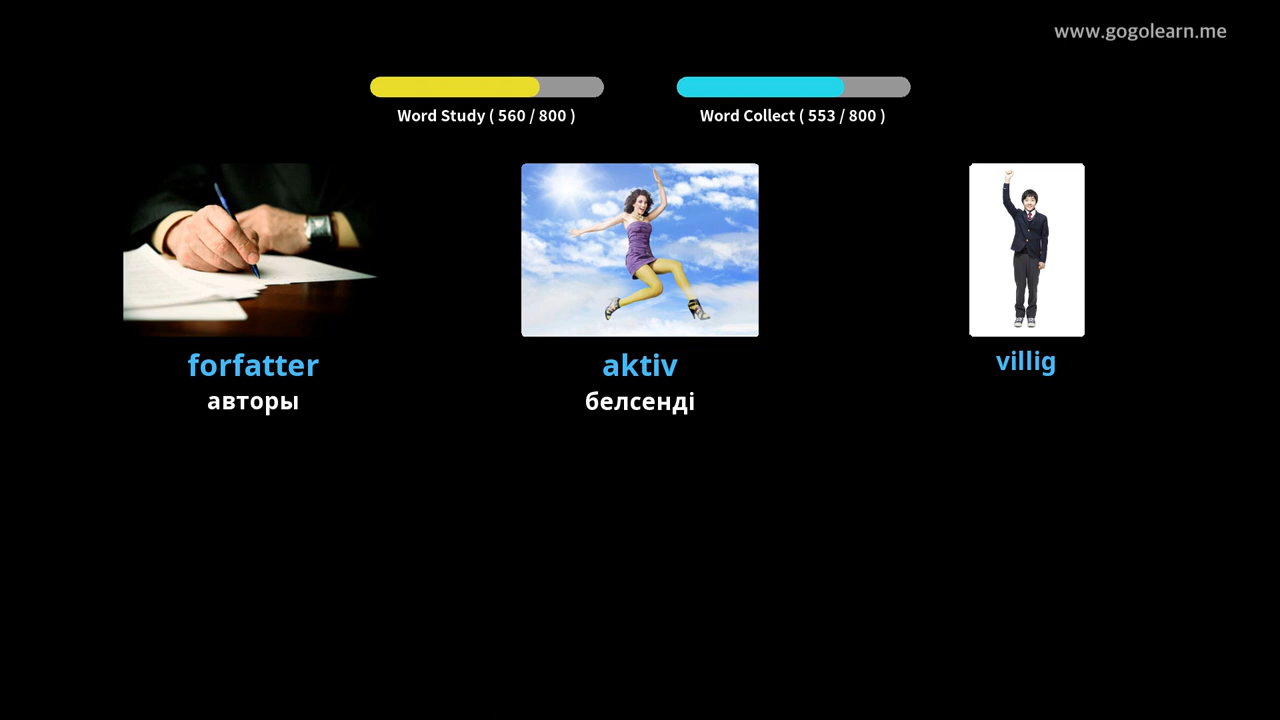 www.gogolearn.me
Word Study ( 560 / 800 )
Word Collect ( 553 / 800 )
forfatter
авторы
aktiv
белсенді
villig